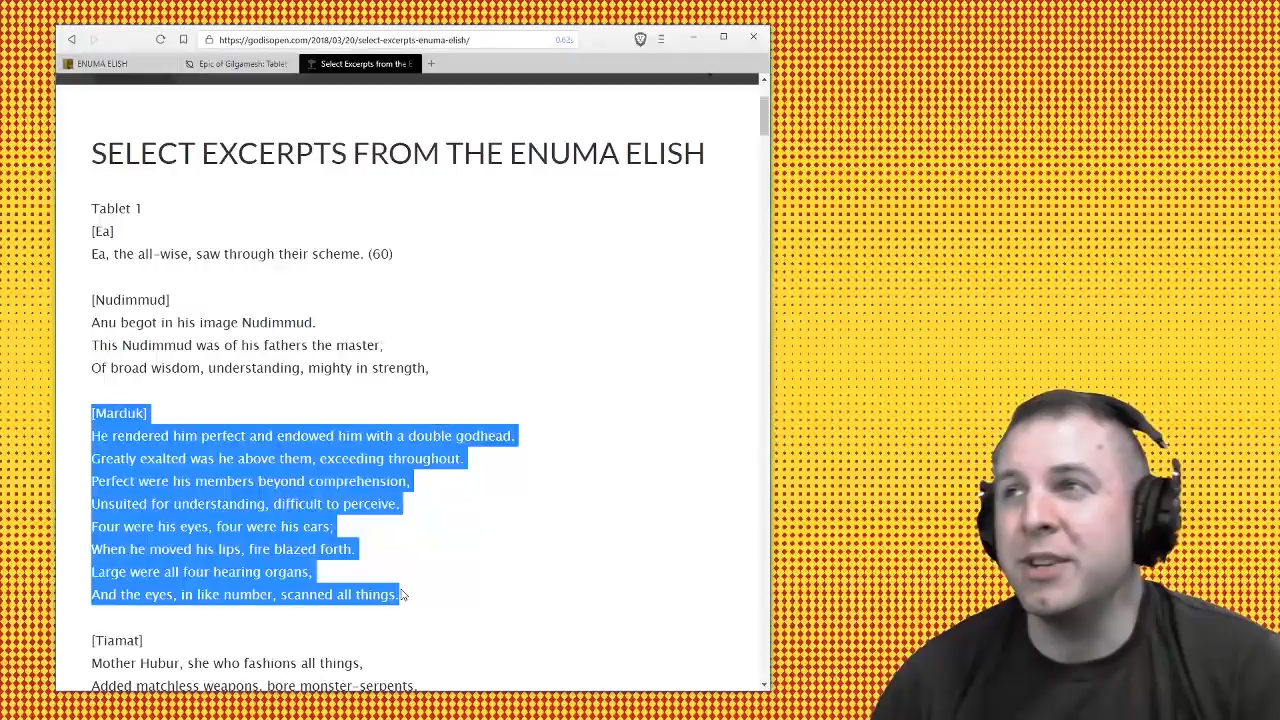 https://godisopen.com/2018/03/20/select-excerpts-enuma-elish/
0.62s
ENUMA ELISH
Epic of Gilgamesh: Tablet
Select Excerpts from the E
SELECT EXCERPTS FROM THE ENUMA ELISH
Tablet 1
[Ea]
Ea, the all-wise, saw through their scheme. (60)
[Nudimmud]
Anu begot in his image Nudimmud.
This Nudimmud was of his fathers the master;
Of broad wisdom, understanding, mighty in strength,
[Marduk]
He rendered him perfect and endowed him with a double godhead.
Greatly exalted was he above them, exceeding throughout.
Perfect were his members beyond comprehension,
Unsuited for understanding, difficult to perceive.
Four were his eyes, four were his ears;
When he moved his lips, fire blazed forth.
Large were all four hearing organs,
And the eyes, in like number, scanned all things.
[Tiamat]
Mother Hubur, she who fashions all things,
Added matchless weapons, bore monster-serpents,